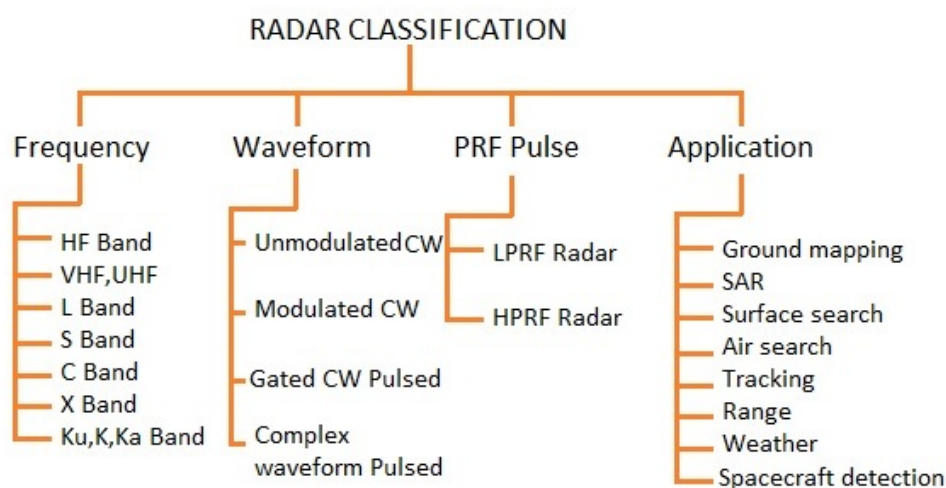 RADAR CLASSIFICATION
Frequency
HF Band
VHF,UHF
L Band
S Band
C Band
X Band
Ku,K,Ka Band
Waveform
Unmodulated CW
Modulated CW
Gated CW Pulsed
Complex
waveform Pulsed
PRF Pulse
LPRF Radar
HPRF Radar
Application
Ground mapping
SAR
Surface search
Air search
Tracking
Range
Weather
Spacecraft detection